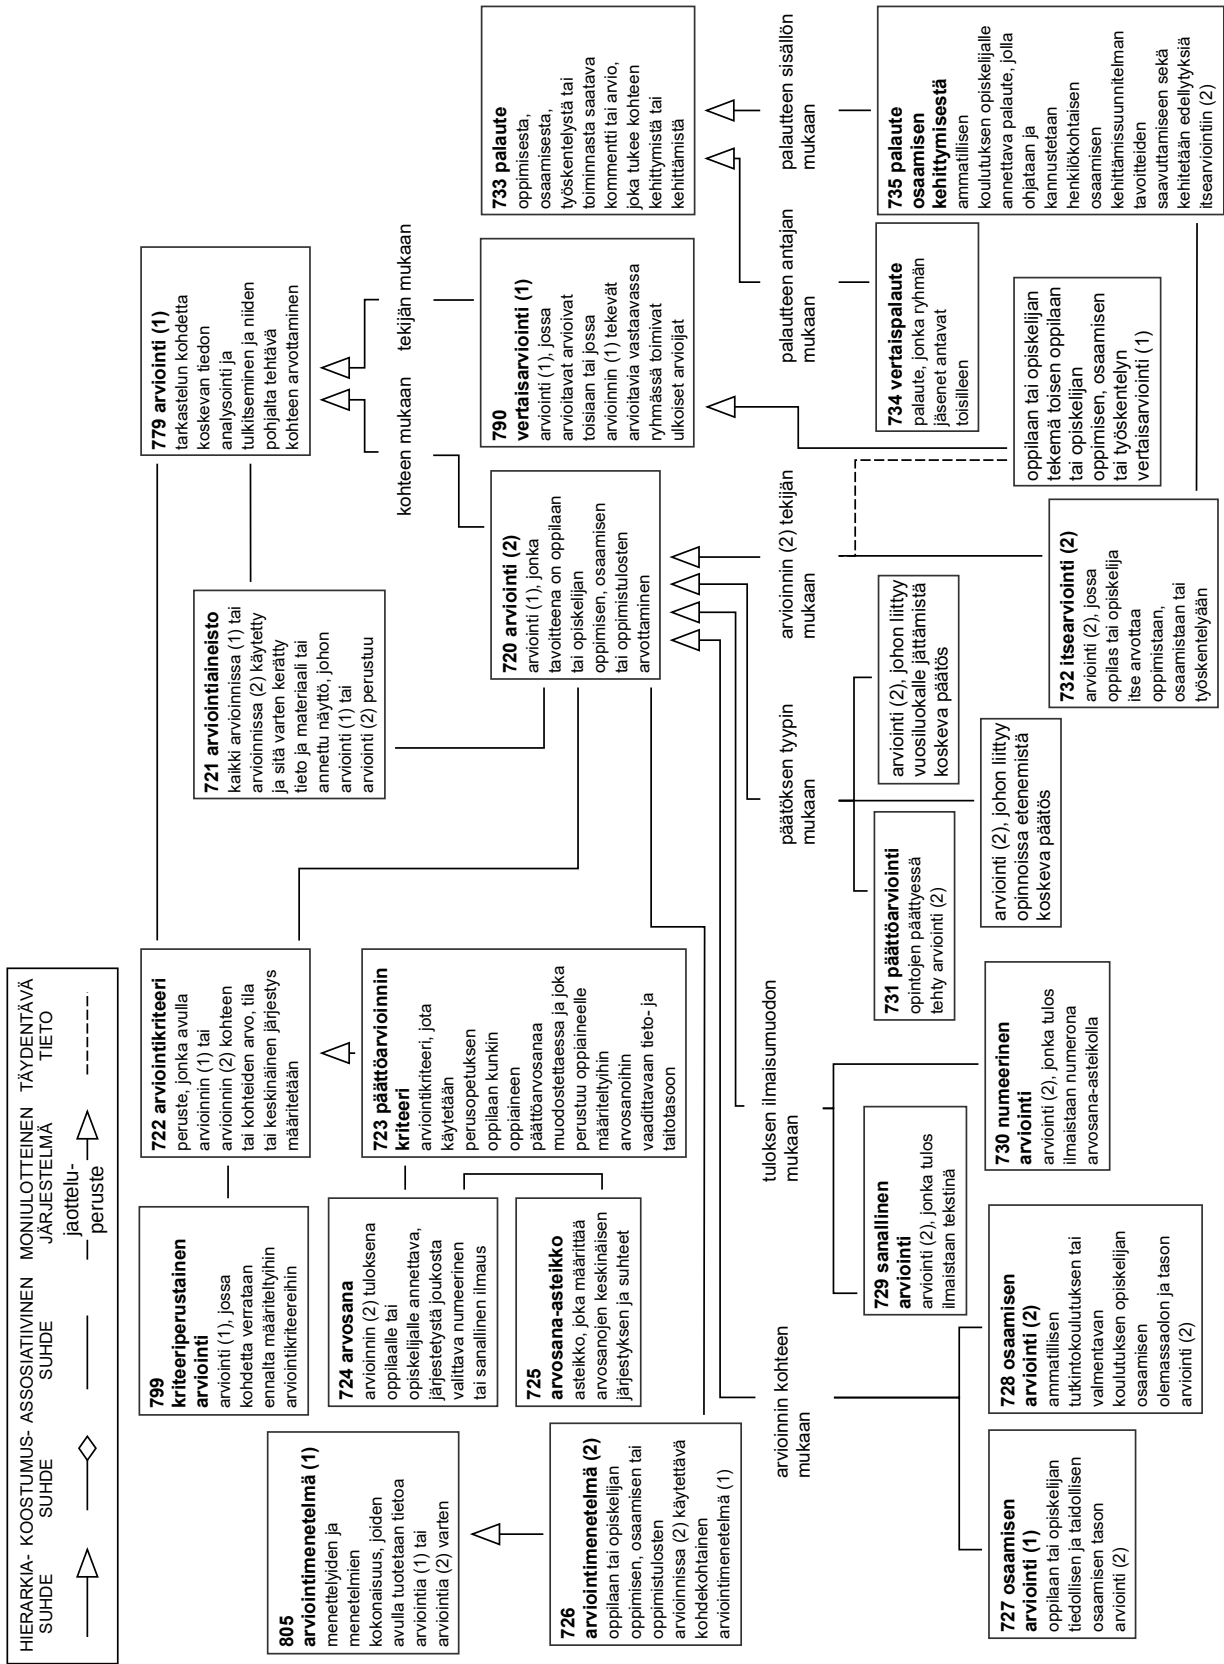 HIERARKIA-
SUHDE
KOOSTUMUS-
SUHDE
ASSOSIATIIVINEN
SUHDE
MONIULOTTEINEN
JÄRJESTELMÄ
TÄYDENTÄVÄ
TIETO
jaottelu-
peruste
805
arviointimenetelmä (1)
menettelyiden ja
menetelmien
kokonaisuus, joiden
avulla tuotetaan tietoa
arviointia (1) tai
arviointia (2) varten
799
kriteeriperustainen
arviointi
arviointi (1), jossa
kohdetta verrataan
ennalta määriteltyihin
arviointikriteereihin
722 arviointikriteeri
peruste, jonka avulla
arvioinnin (1) tai
arvioinnin (2) kohteen
tai kohteiden arvo, tila
tai keskinäinen järjestys
määritetään
721 arviointiaineisto
kaikki arvioinnissa (1) tai
arvioinnissa (2) käytetty
ja sitä varten kerätty
tieto ja materiaali tai
annettu näyttö, johon
arviointi (1) tai
arviointi (2) perustuu
779 arviointi (1)
tarkastelun kohdetta
koskevan tiedon
analysointi ja
tulkitseminen ja niiden
pohjalta tehtävä
kohteen arvottaminen
kohteen mukaan
tekijän mukaan
724 arvosana
arvioinnin (2) tuloksena
oppilaalle tai
opiskelijalle annettava,
järjestetystä joukosta
valittava numeerinen
tai sanallinen ilmaus
723 päättöarvioinnin
kriteeri
arviointikriteeri, jota
käytetään
perusopetuksen
oppilaan kunkin
oppiaineen
päättöarvosanaa
muodostettaessa ja joka
perustuu oppiaineelle
määriteltyihin
arvosanoihin
vaadittavaan tieto- ja
taitotasoon
725
arvosana-asteikko
asteikko, joka määrittää
arvosanojen keskinäisen
järjestyksen ja suhteet
726
arviointimenetelmä (2)
oppilaan tai opiskelijan
oppimisen, osaamisen tai
oppimistulosten
arvioinnissa (2) käytettävä
kohdekohtainen
arviointimenetelmä (1)
720 arviointi (2)
arviointi (1), jonka
tavoitteena on oppilaan
tai opiskelijan
oppimisen, osaamisen
tai oppimistulosten
arvottaminen
790
vertaisarviointi (1)
arviointi (1), jossa
arvioitavat arvioivat
toisiaan tai jossa
arvioinnin (1) tekevät
arvioitavia vastaavassa
ryhmässä toimivat
ulkoiset arvioijat
733 palaute
oppimisesta,
osaamisesta,
työskentelystä tai
toiminnasta saatava
kommentti tai arvio,
joka tukee kohteen
kehittymistä tai
kehittämistä
arvioinnin kohteen
mukaan
tuloksen ilmaisumuodon
mukaan
päätöksen tyypin
mukaan
arvioinnin (2) tekijän
mukaan
palautteen antajan
mukaan
palautteen sisällön
mukaan
727 osaamisen
arviointi (1)
oppilaan tai opiskelijan
tiedollisen ja taidollisen
osaamisen tason
arviointi (2)
728 osaamisen
arviointi (2)
ammatillisen
tutkintokoulutuksen tai
valmentavan
koulutuksen opiskelijan
osaamisen
olemassaolon ja tason
arviointi (2)
729 sanallinen
arviointi
arviointi (2), jonka tulos
ilmaistaan tekstinä
730 numeerinen
arviointi
arviointi (2), jonka tulos
ilmaistaan numerona
arvosana-asteikolla
731 päättöarviointi
opintojen päättyessä
tehty arviointi (2)
arviointi (2), johon liittyy
opinnoissa etenemistä
koskeva päätös
arviointi (2), johon liittyy
vuosiluokalle jättämistä
koskeva päätös
732 itsearviointi (2)
arviointi (2), jossa
oppilas tai opiskelija
itse arvottaa
oppimistaan,
osaamistaan tai
työskentelyään
oppilaan tai opiskelijan
tekemä toisen oppilaan
tai opiskelijan
oppimisen, osaamisen
tai työskentelyn
vertaisarviointi (1)
734 vertaispalaute
palaute, jonka ryhmän
jäsenet antavat
toisilleen
735 palaute
osaamisen
kehittymisestä
ammatillisen
koulutuksen opiskelijalle
annettava palaute, jolla
ohjataan ja
kannustetaan
henkilökohtaisen
osaamisen
kehittämissuunnitelman
tavoitteiden
saavuttamiseen sekä
kehitetään edellytyksiä
itsearviointiin (2)